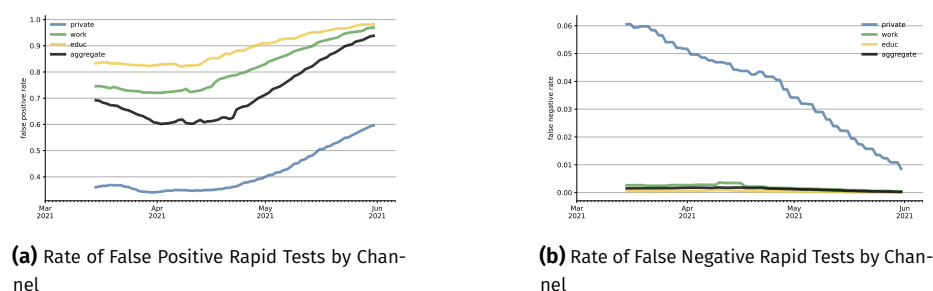 1.0
0.9
0.8
0.7
0.6
0.5
0.4
false positive rate
private
work
educ
aggregate
Mar
2021
Apr
May
Jun
2021
(a) Rate of False Positive Rapid Tests by Chan-
nel
0.06
0.05
0.04
0.03
0.02
0.01
0.00
false negative rate
private
work
educ
aggregate
Mar
2021
Apr
May
2021
Jun
2021
(b) Rate of False Negative Rapid Tests by Chan-
nel